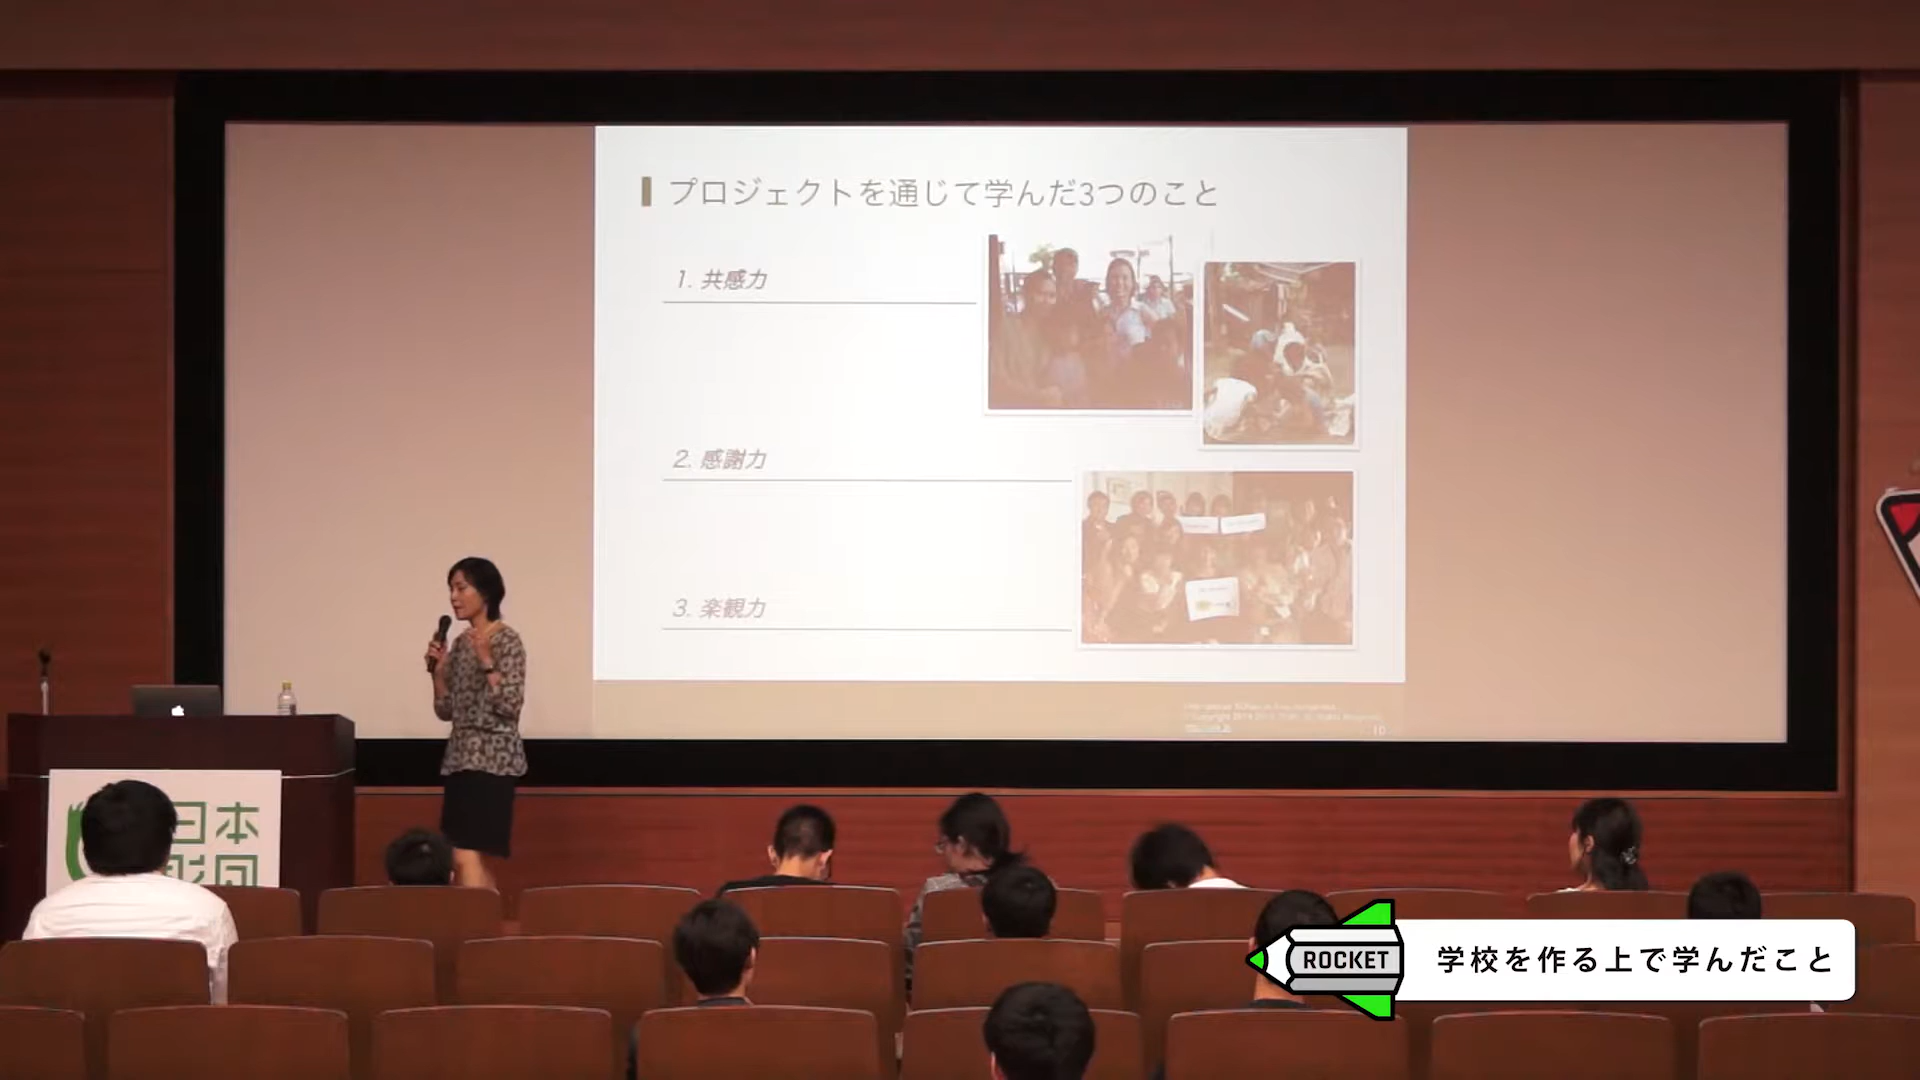 プロジェクトを通じて学んだ3つのこと
1. 共感力
2. 感謝力
3. 楽観力
日本
ROCKET
学校を作る上で学んだこと